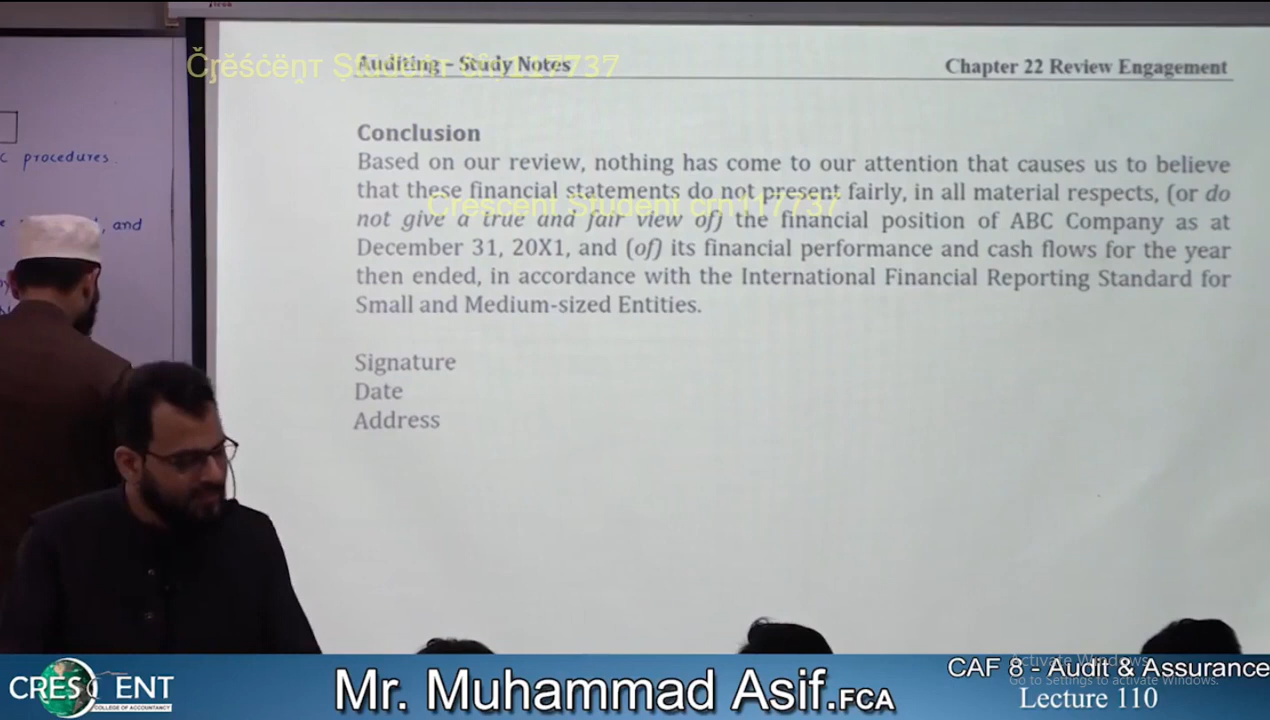 Auditing – Study Notes
Chapter 22 Review Engagement
Crescent Student crn117737
Conclusion
Based on our review, nothing has come to our attention that causes us to believe
that these financial statements do not present fairly, in all material respects, (or do
not give a true and fair view of) the financial position of ABC Company as at
December 31, 20X1, and (of) its financial performance and cash flows for the year
then ended, in accordance with the International Financial Reporting Standard for
Small and Medium-sized Entities.
Signature
Date
Address
procedures.
, and
CRESCENT
COLLEGE OF ACCOUNTANCY
Mr. Muhammad Asif.FCA
CAF 8 - Audit & Assurance
Lecture 110
Activate Windows
Go to Settings to activate Windows.